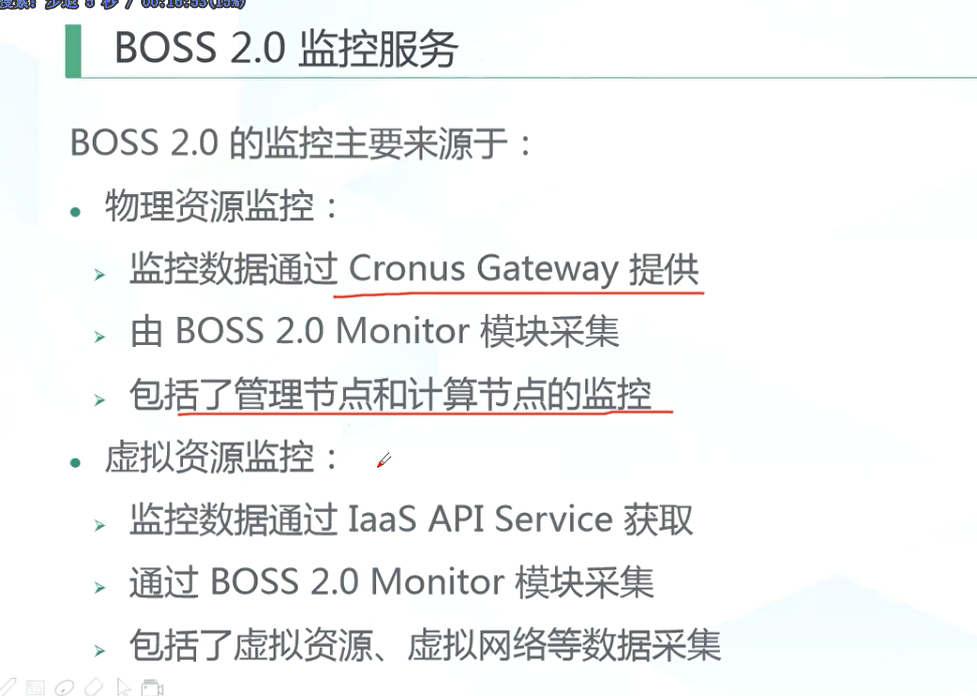 BOSS 2.0 监控服务
BOSS 2.0 的监控主要来源于：
物理资源监控：
监控数据通过 Cronus Gateway 提供
由 BOSS 2.0 Monitor 模块采集
包括了管理节点和计算节点的监控
虚拟资源监控：
监控数据通过 IaaS API Service 获取
通过 BOSS 2.0 Monitor 模块采集
包括了虚拟资源、虚拟网络等数据采集